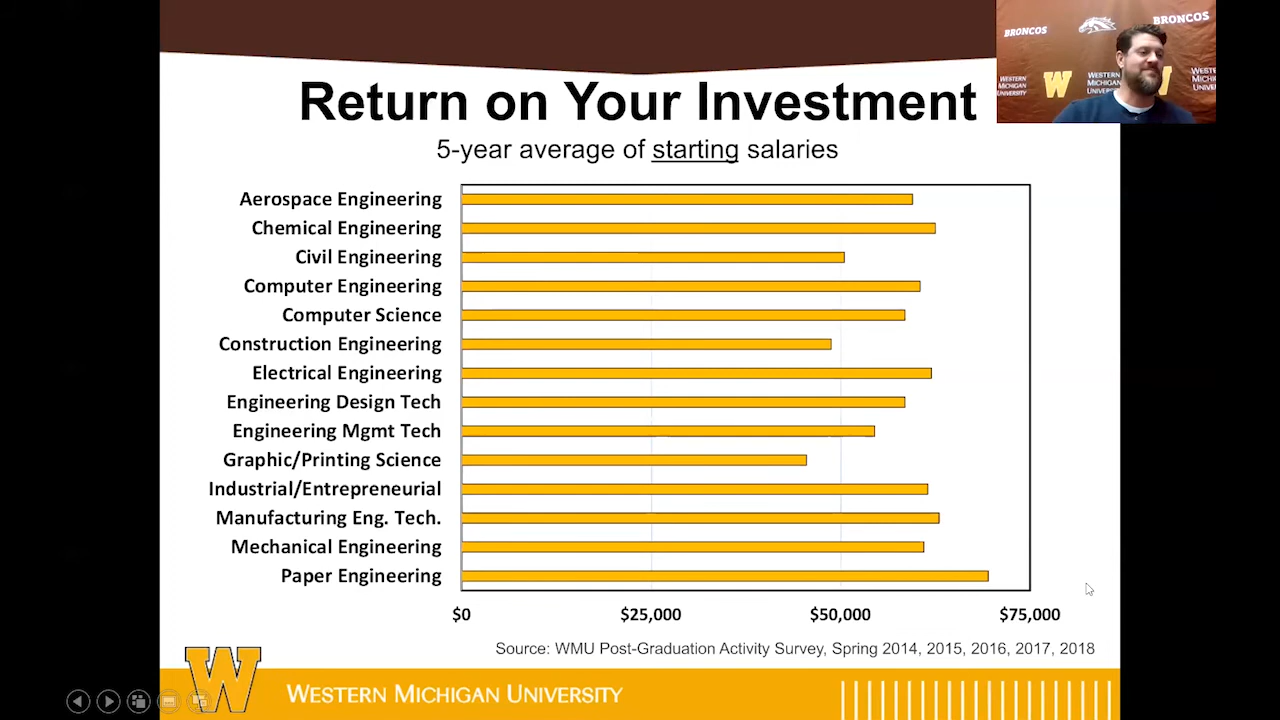 Return on Your Investment
5-year average of starting salaries
BRONCOS
BRONCOS
WESTERN
MICHIGAN
UNIVERSITY
W
WESTERN
MICHIGAN
UNIVERS
Aerospace Engineering
Chemical Engineering
Civil Engineering
Computer Engineering
Computer Science
Construction Engineering
Electrical Engineering
Engineering Design Tech
Engineering Mgmt Tech
Graphic/Printing Science
Industrial/Entrepreneurial
Manufacturing Eng. Tech.
Mechanical Engineering
Paper Engineering
$0 $25,000 $50,000 $75,000
Source: WMU Post-Graduation Activity Survey, Spring 2014, 2015, 2016, 2017, 2018
W WESTERN MICHIGAN UNIVERSITY